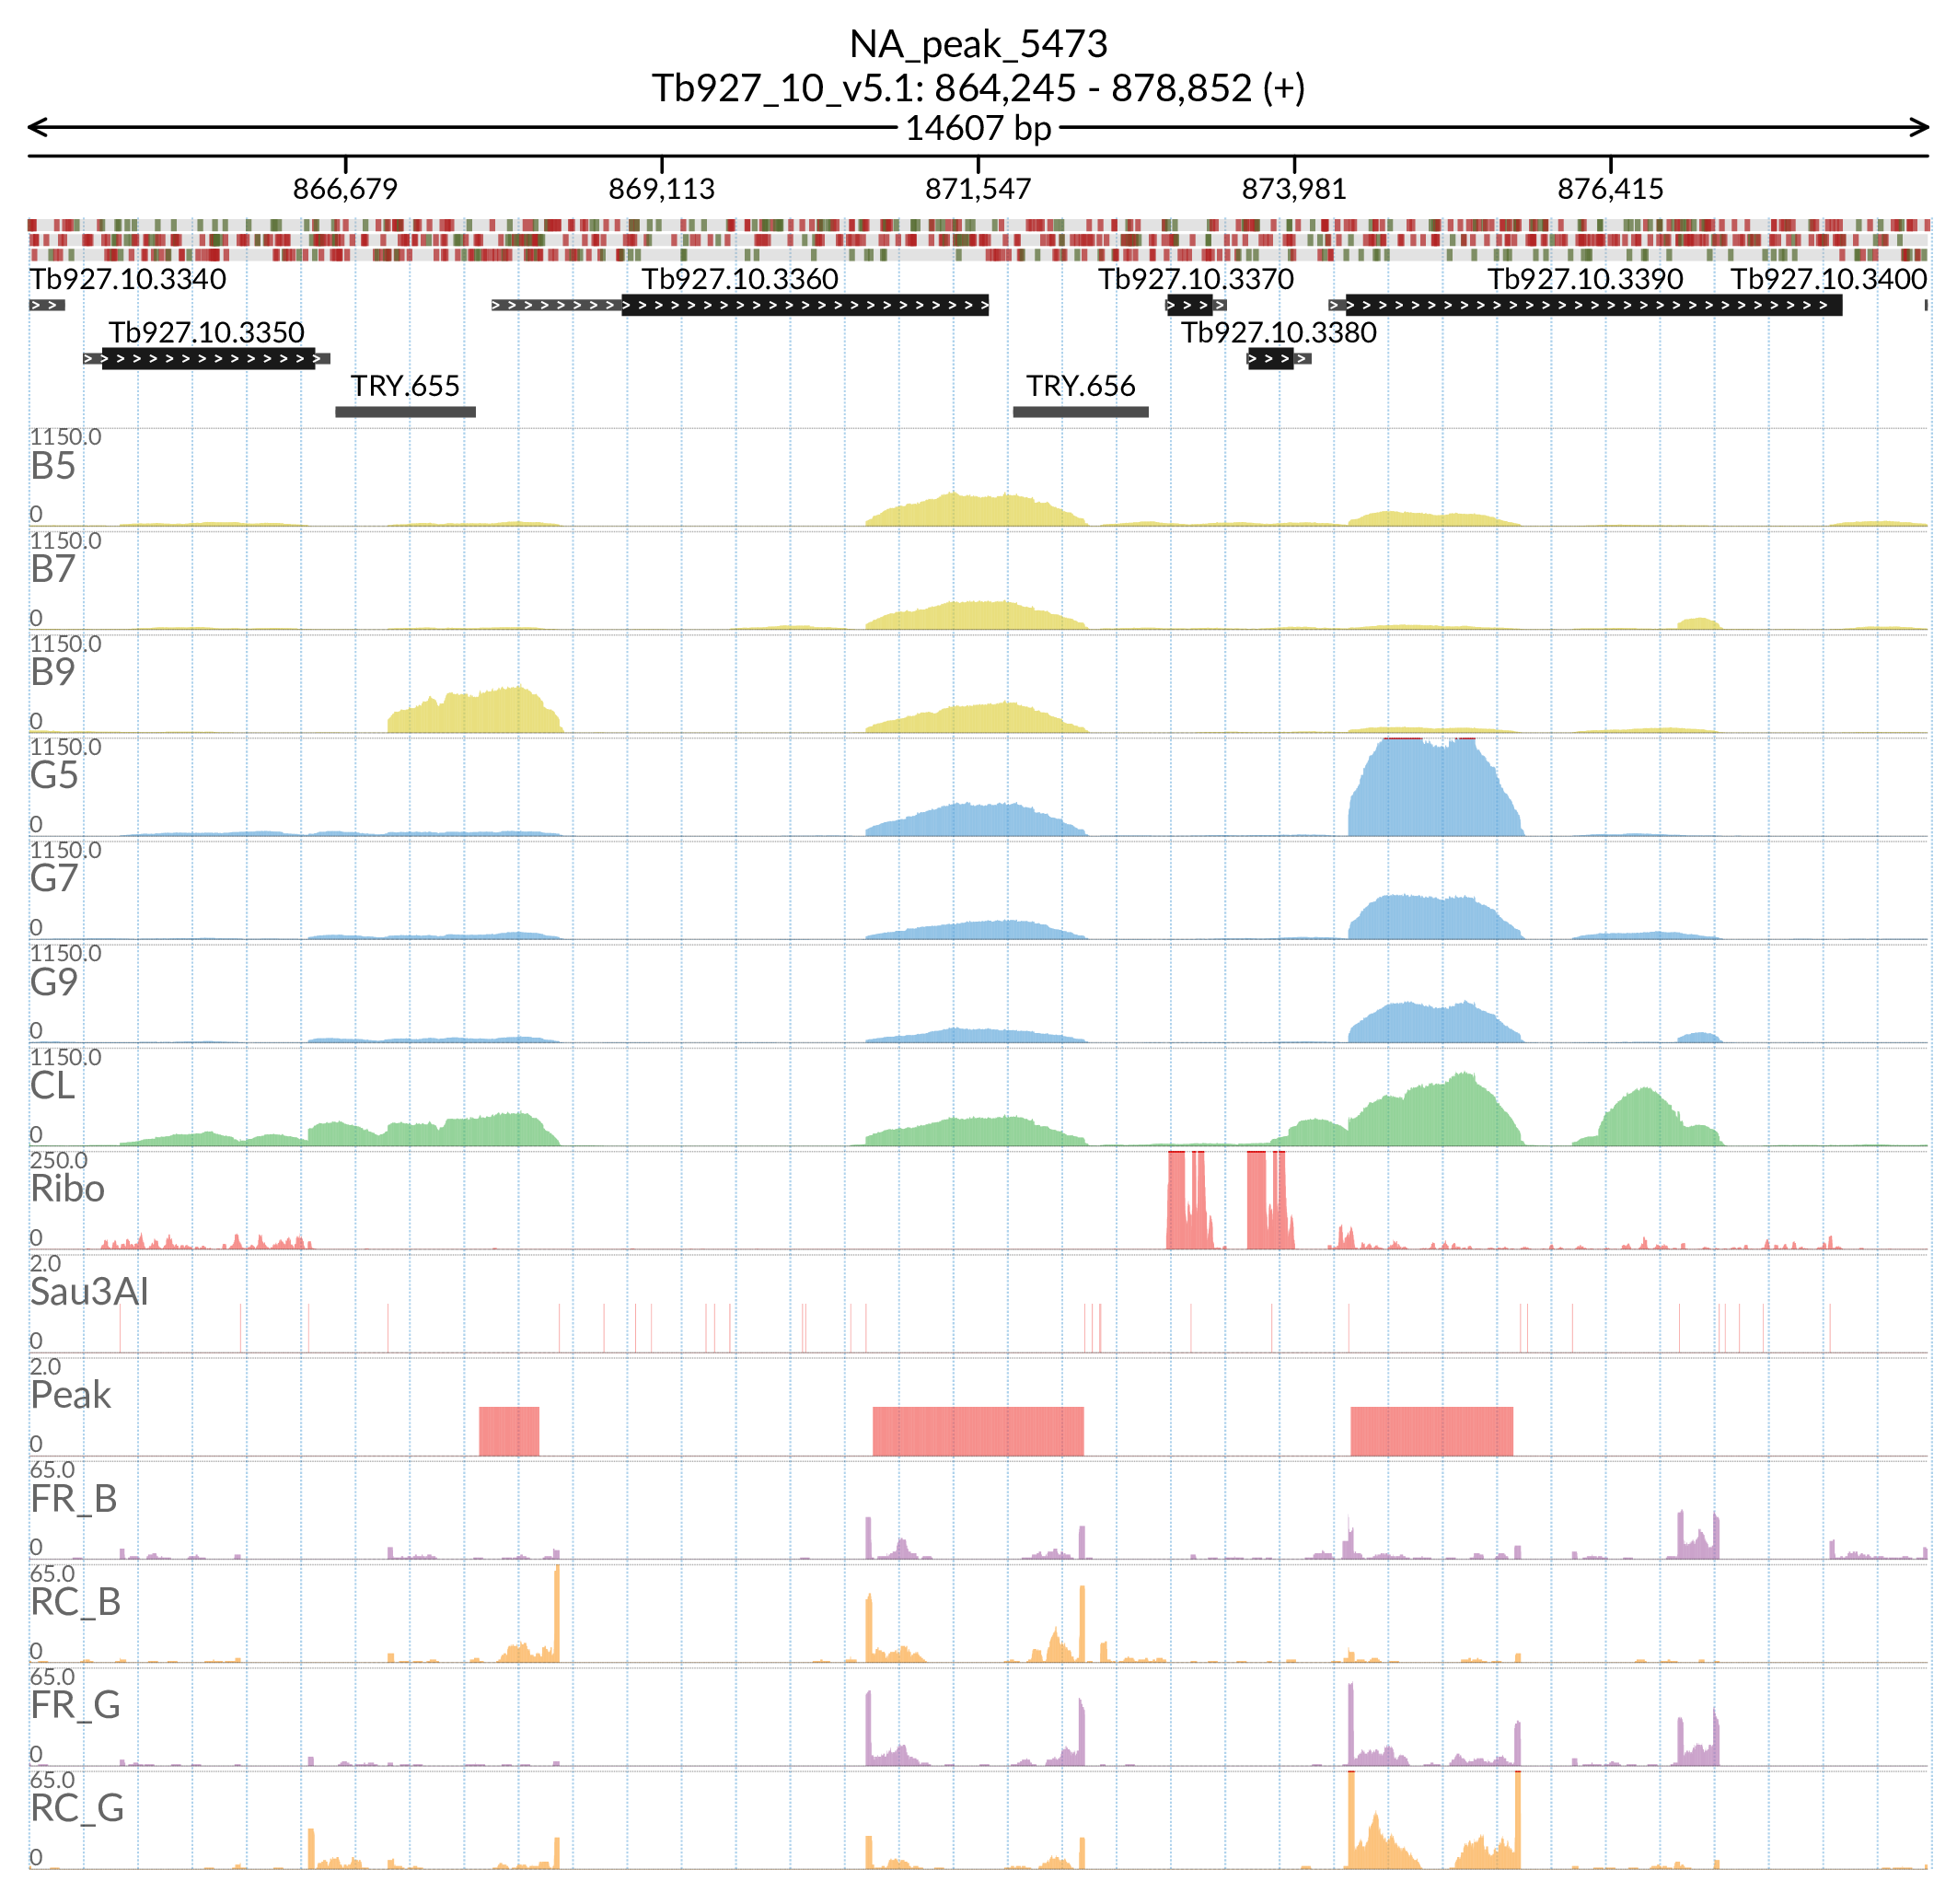 NA_peak_5473
Tb927_10_v5.1: 864,245 - 878,852 (+)
14607 bp
866,679 869,113 871,547 873,981 876,415
Tb927.10.3340 Tb927.10.3360 Tb927.10.3370 Tb927.10.3390 Tb927.10.3400
Tb927.10.3350 Tb927.10.3380
TRY.655 TRY.656
1150.0
B5
0
1150.0
B7
0
1150.0
B9
0
1150.0
G5
0
1150.0
G7
0
1150.0
G9
0
1150.0
CL
0
250.0
Ribo
0
2.0
Sau3AI
0
2.0
Peak
0
65.0
FR_B
0
65.0
RC_B
0
65.0
FR_G
0
65.0
RC_G
0